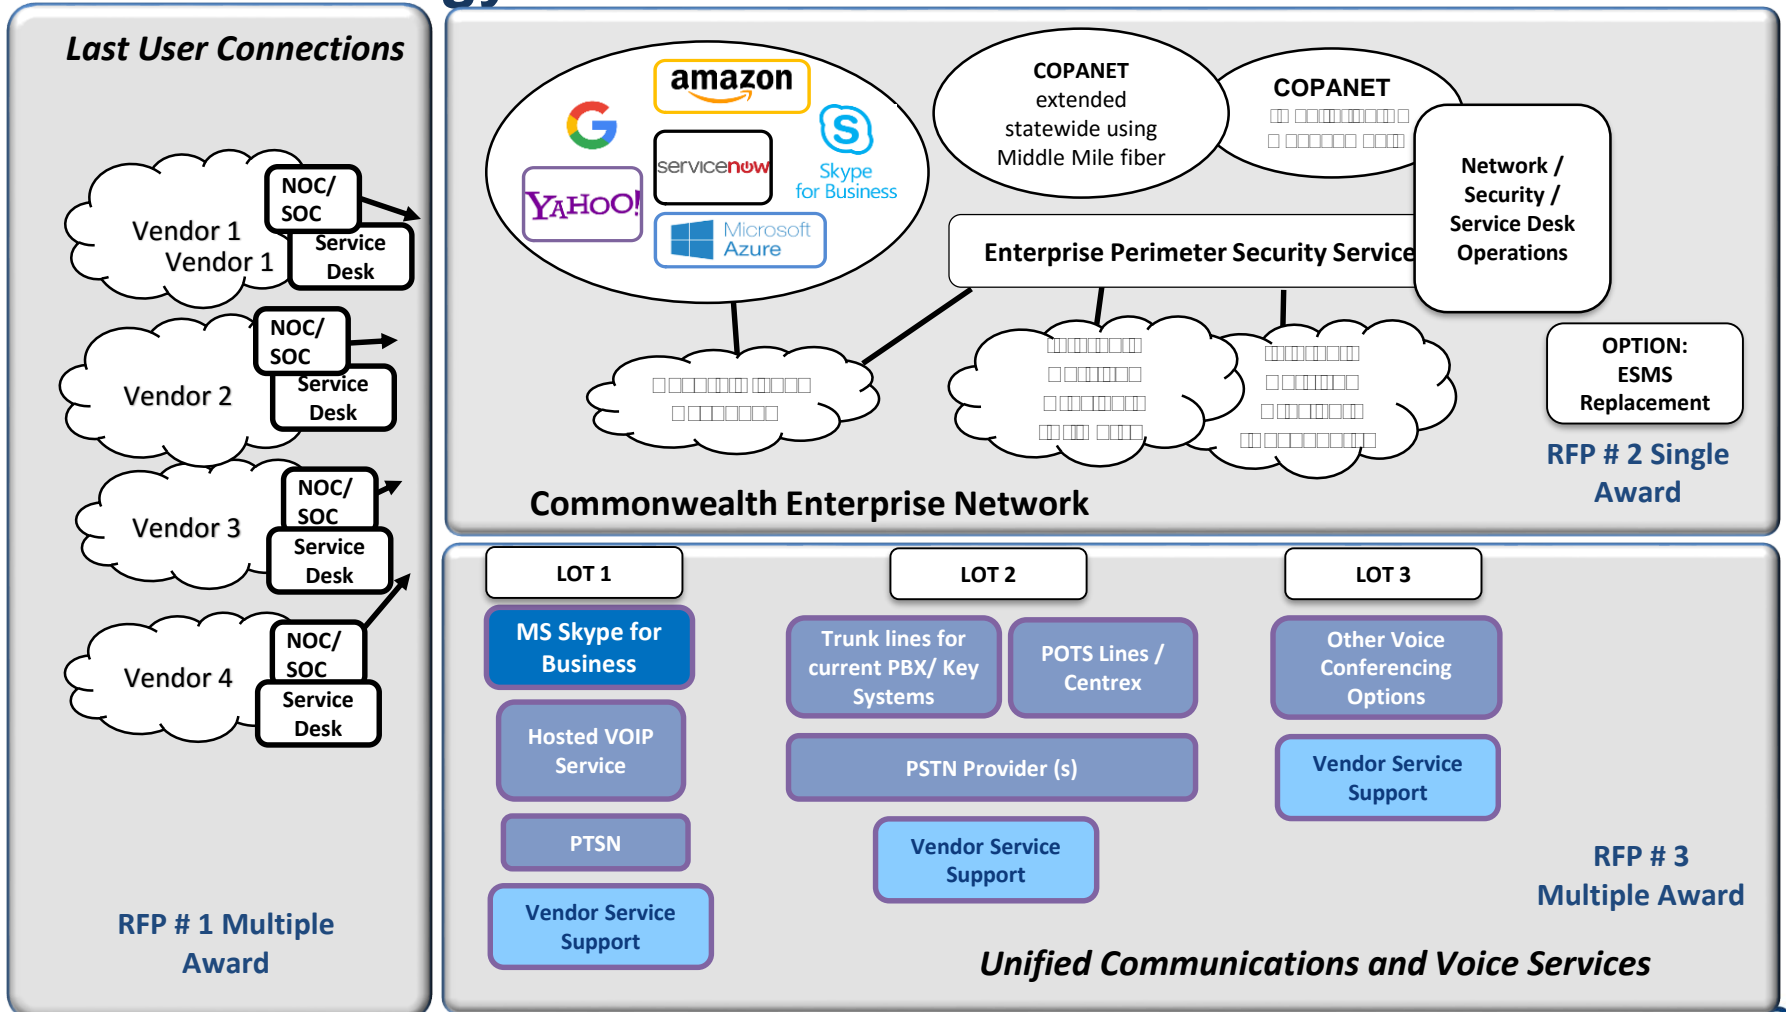 gy
Last User Connections
NOC/
SOC
Vendor 1
Vendor 1
Service
Desk
NOC/
SOC
Vendor 2
Service
Desk
NOC/
SOC
Vendor 3
Service
Desk
NOC/
SOC
Vendor 4
Service
Desk
RFP # 1 Multiple
Award
amazon
G
servicenow
S
Skype
for Business
YAHOO!
Microsoft
Azure
COPANET
extended
statewide using
Middle Mile fiber
COPANET
Network /
Security /
Service Desk
Operations
Enterprise Perimeter Security Service
OPTION:
ESMS
Replacement
RFP # 2 Single
Award
Commonwealth Enterprise Network
LOT 1
MS Skype for
Business
Hosted VOIP
Service
PTSN
Vendor Service
Support
LOT 2
Trunk lines for
current PBX/ Key
Systems
POTS Lines /
Centrex
PSTN Provider (s)
Vendor Service
Support
LOT 3
Other Voice
Conferencing
Options
Vendor Service
Support
RFP # 3
Multiple Award
Unified Communications and Voice Services